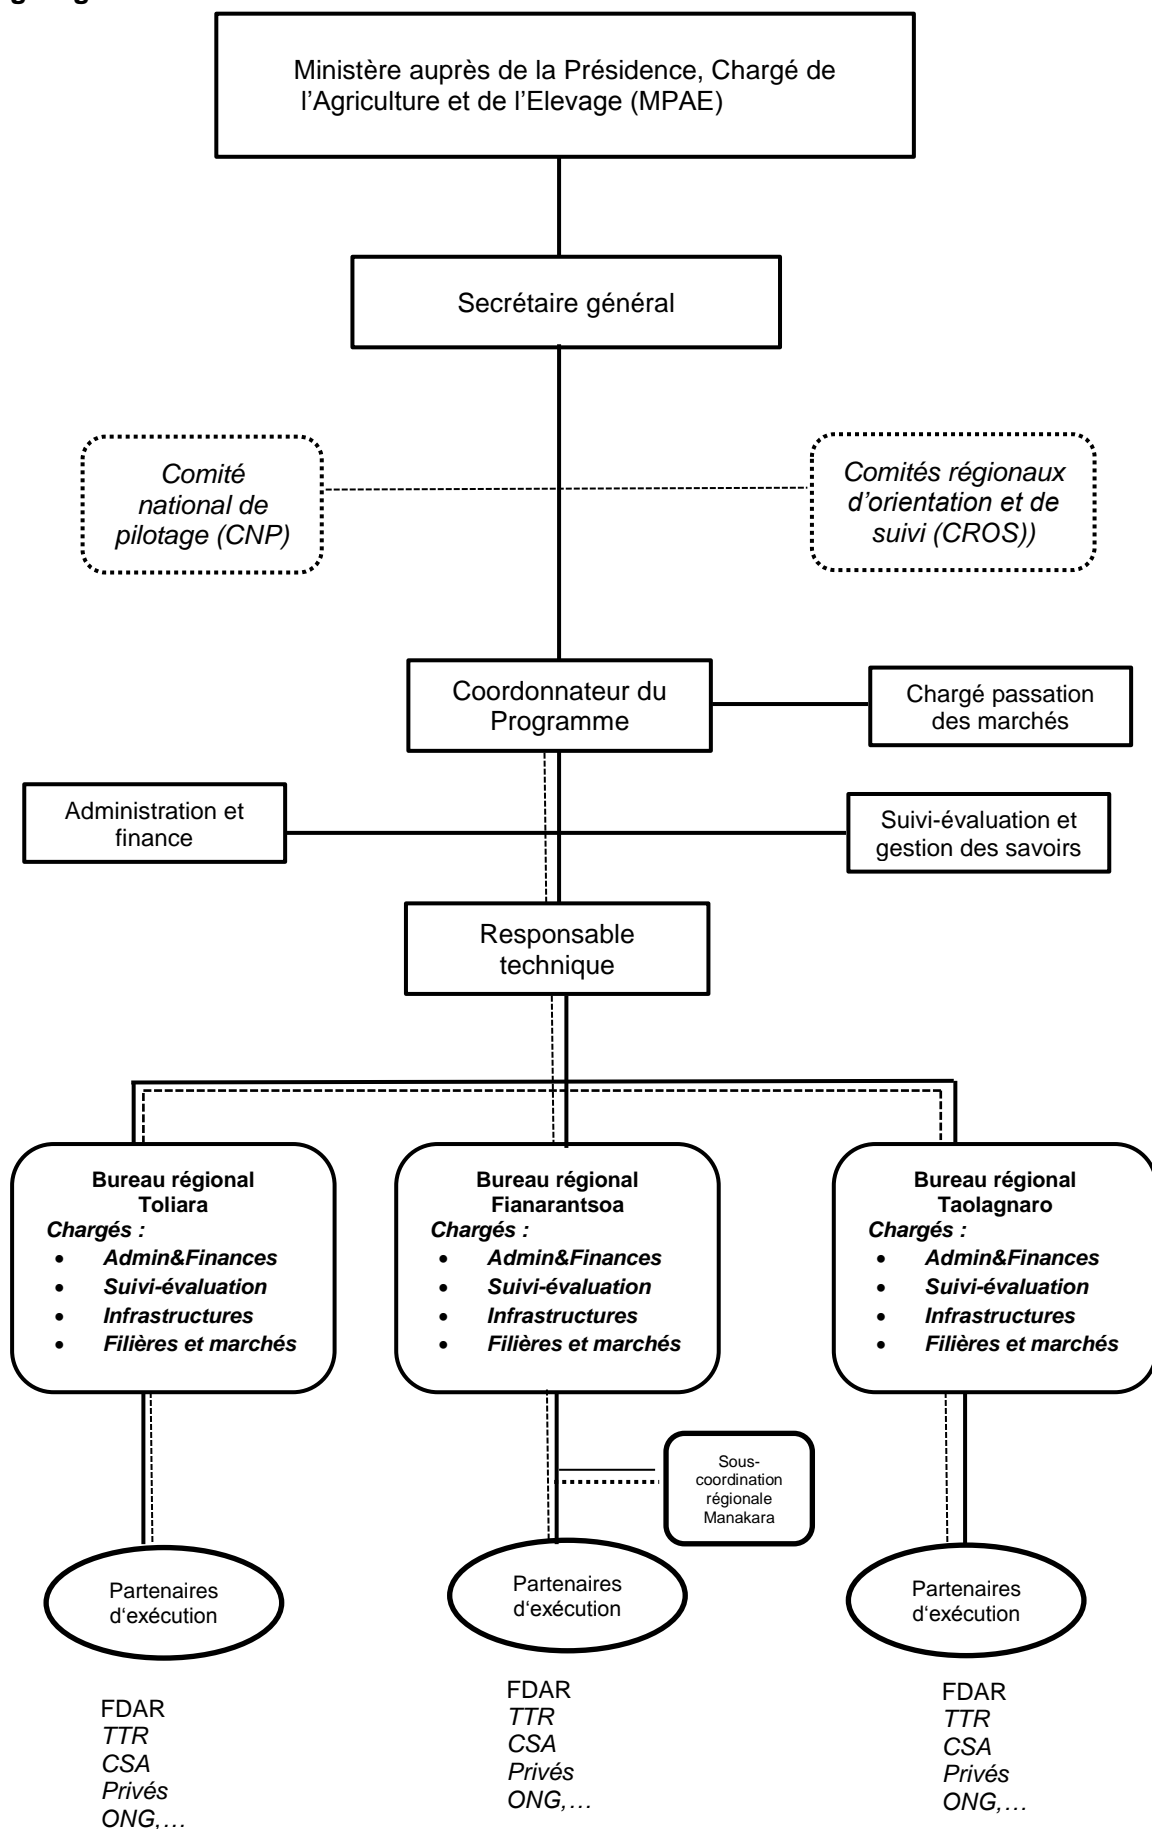 Ministère auprès de la Présidence, Chargé de
l’Agriculture et de l’Elevage (MPAE)
Secrétaire général
Comité
national de
pilotage (CNP)
Comités régionaux
d’orientation et de
suivi (CROS))
Coordonnateur du
Programme
Chargé passation
des marchés
Administration et
finance
Suivi-évaluation et
gestion des savoirs
Responsable
technique
Bureau régional
Toliara
Chargés :
• Admin&Finances
• Suivi-évaluation
• Infrastructures
• Filières et marchés
Bureau régional
Fianarantsoa
Chargés :
• Admin&Finances
• Suivi-évaluation
• Infrastructures
• Filières et marchés
Bureau régional
Taolagnaro
Chargés :
• Admin&Finances
• Suivi-évaluation
• Infrastructures
• Filières et marchés
Sous-
coordination
régionale
Manakara
Partenaires
d‘exécution
Partenaires
d‘exécution
Partenaires
d‘exécution
FDAR
TTR
CSA
Privés
ONG,…
FDAR
TTR
CSA
Privés
ONG,…
FDAR
TTR
CSA
Privés
ONG,…